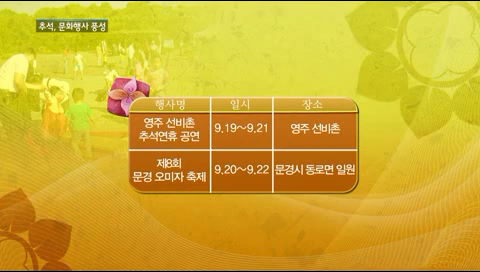 추석, 문화행사 풍성
행사명 일시 장소
영주 선비촌
추석연휴 공연 9.19~9.21 영주 선비촌
제8회
문경 오미자 축제 9.20~9.22 문경시 동로면 일원